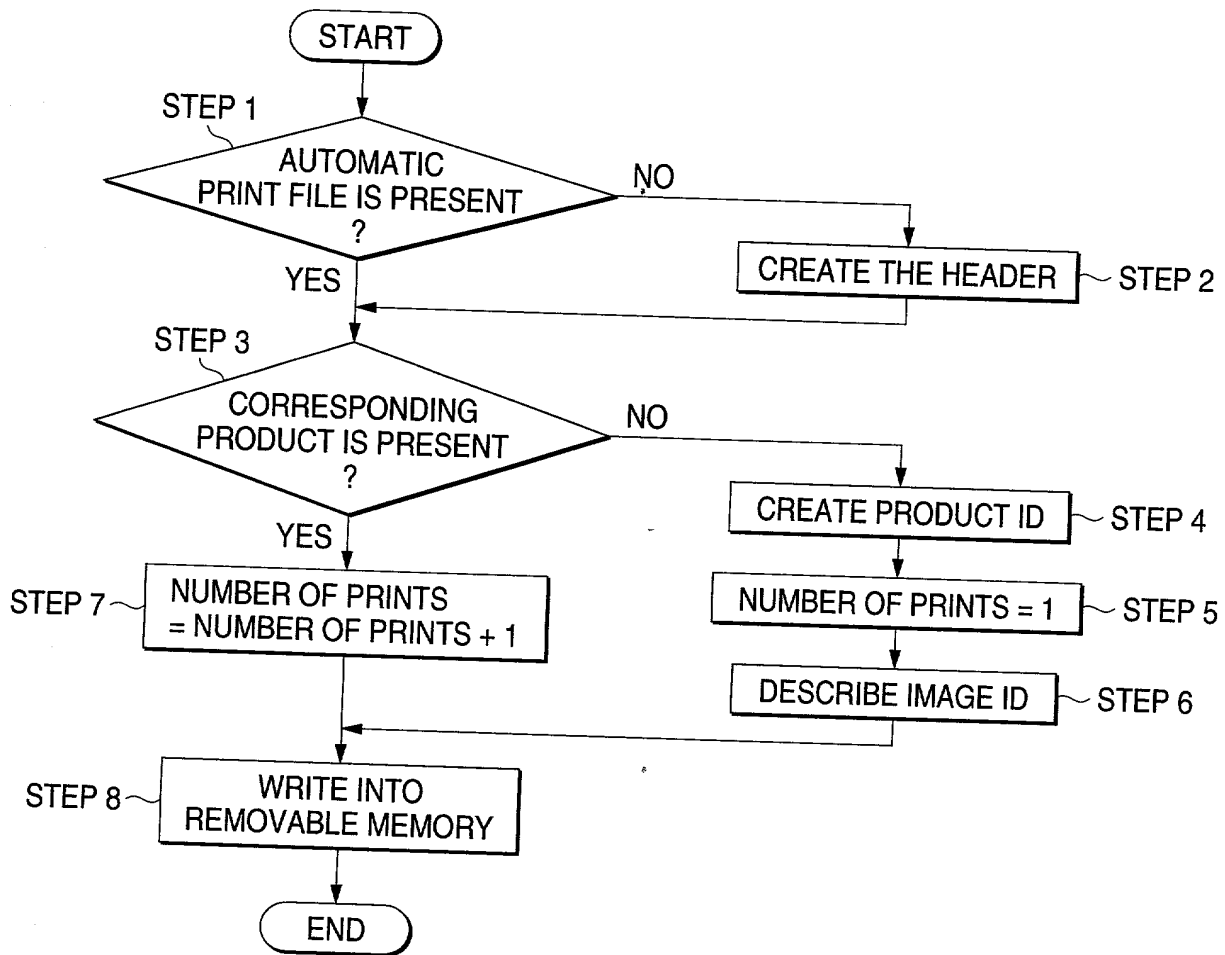 START
STEP 1
AUTOMATIC
PRINT FILE IS PRESENT
?
NO
YES
CREATE THE HEADER
STEP 2
STEP 3
CORRESPONDING
PRODUCT IS PRESENT
?
NO
YES
CREATE PRODUCT ID
STEP 4
STEP 7
NUMBER OF PRINTS
= NUMBER OF PRINTS + 1
NUMBER OF PRINTS = 1
STEP 5
DESCRIBE IMAGE ID
STEP 6
STEP 8
WRITE INTO
REMOVABLE MEMORY
END